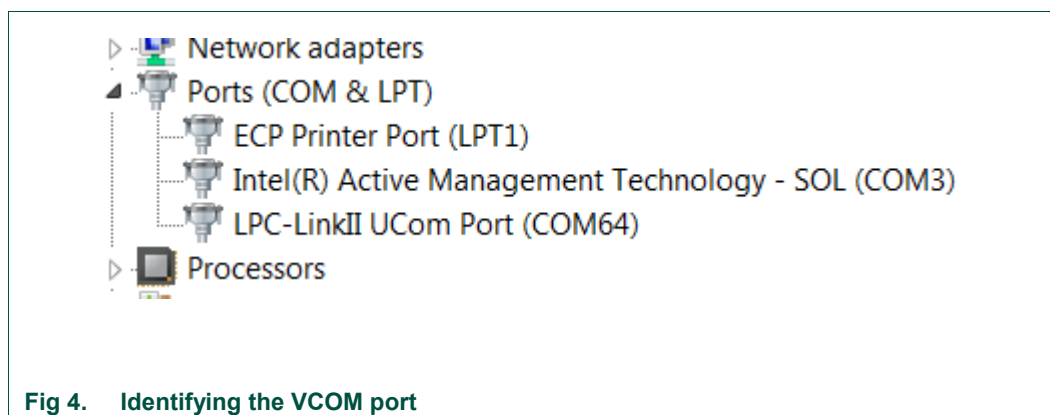 Network adapters
Ports (COM & LPT)
ECP Printer Port (LPT1)
Intel(R) Active Management Technology - SOL (COM3)
LPC-LinkII UCom Port (COM64)
Processors
Fig 4. Identifying the VCOM port